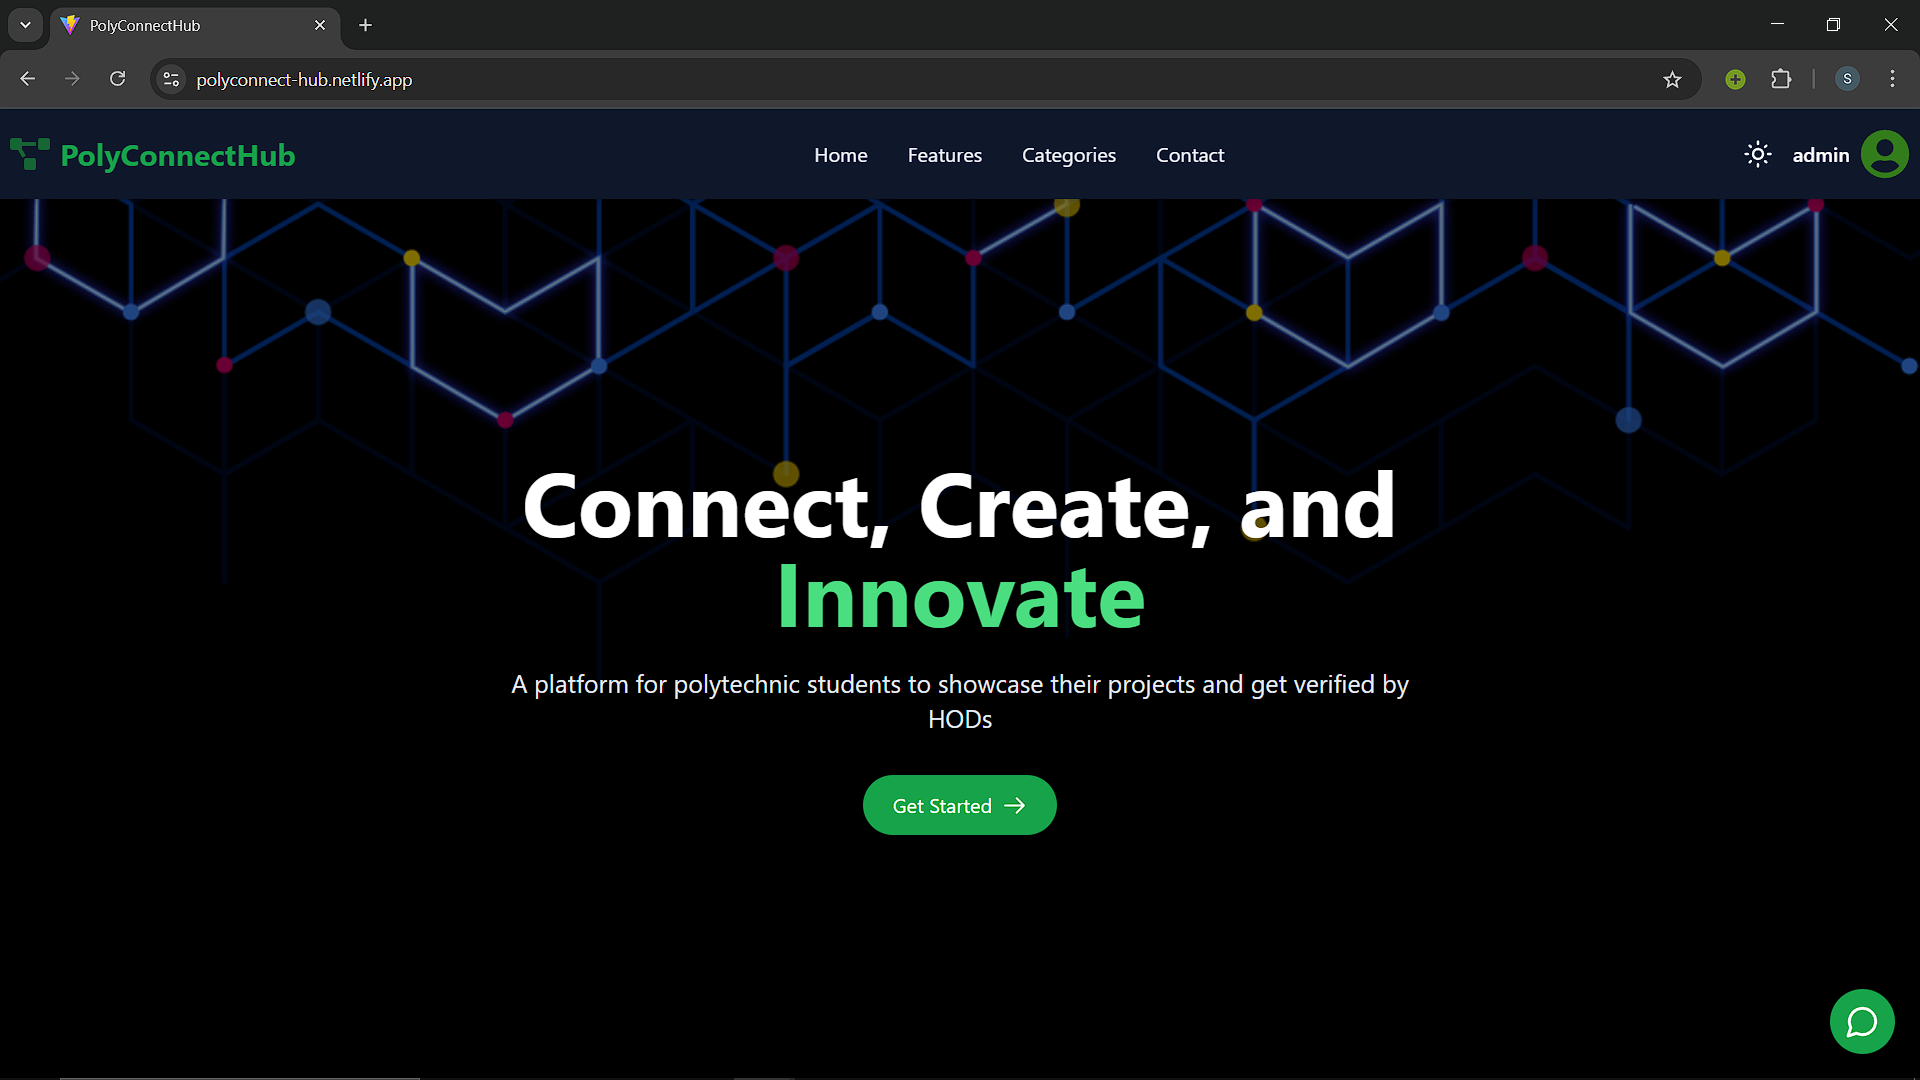 PolyConnectHub
polyconnect-hub.netlify.app
S
PolyConnectHub
Home
Features
Categories
Contact
admin
Connect, Create, and
Innovate
A platform for polytechnic students to showcase their projects and get verified by
HODs
Get Started